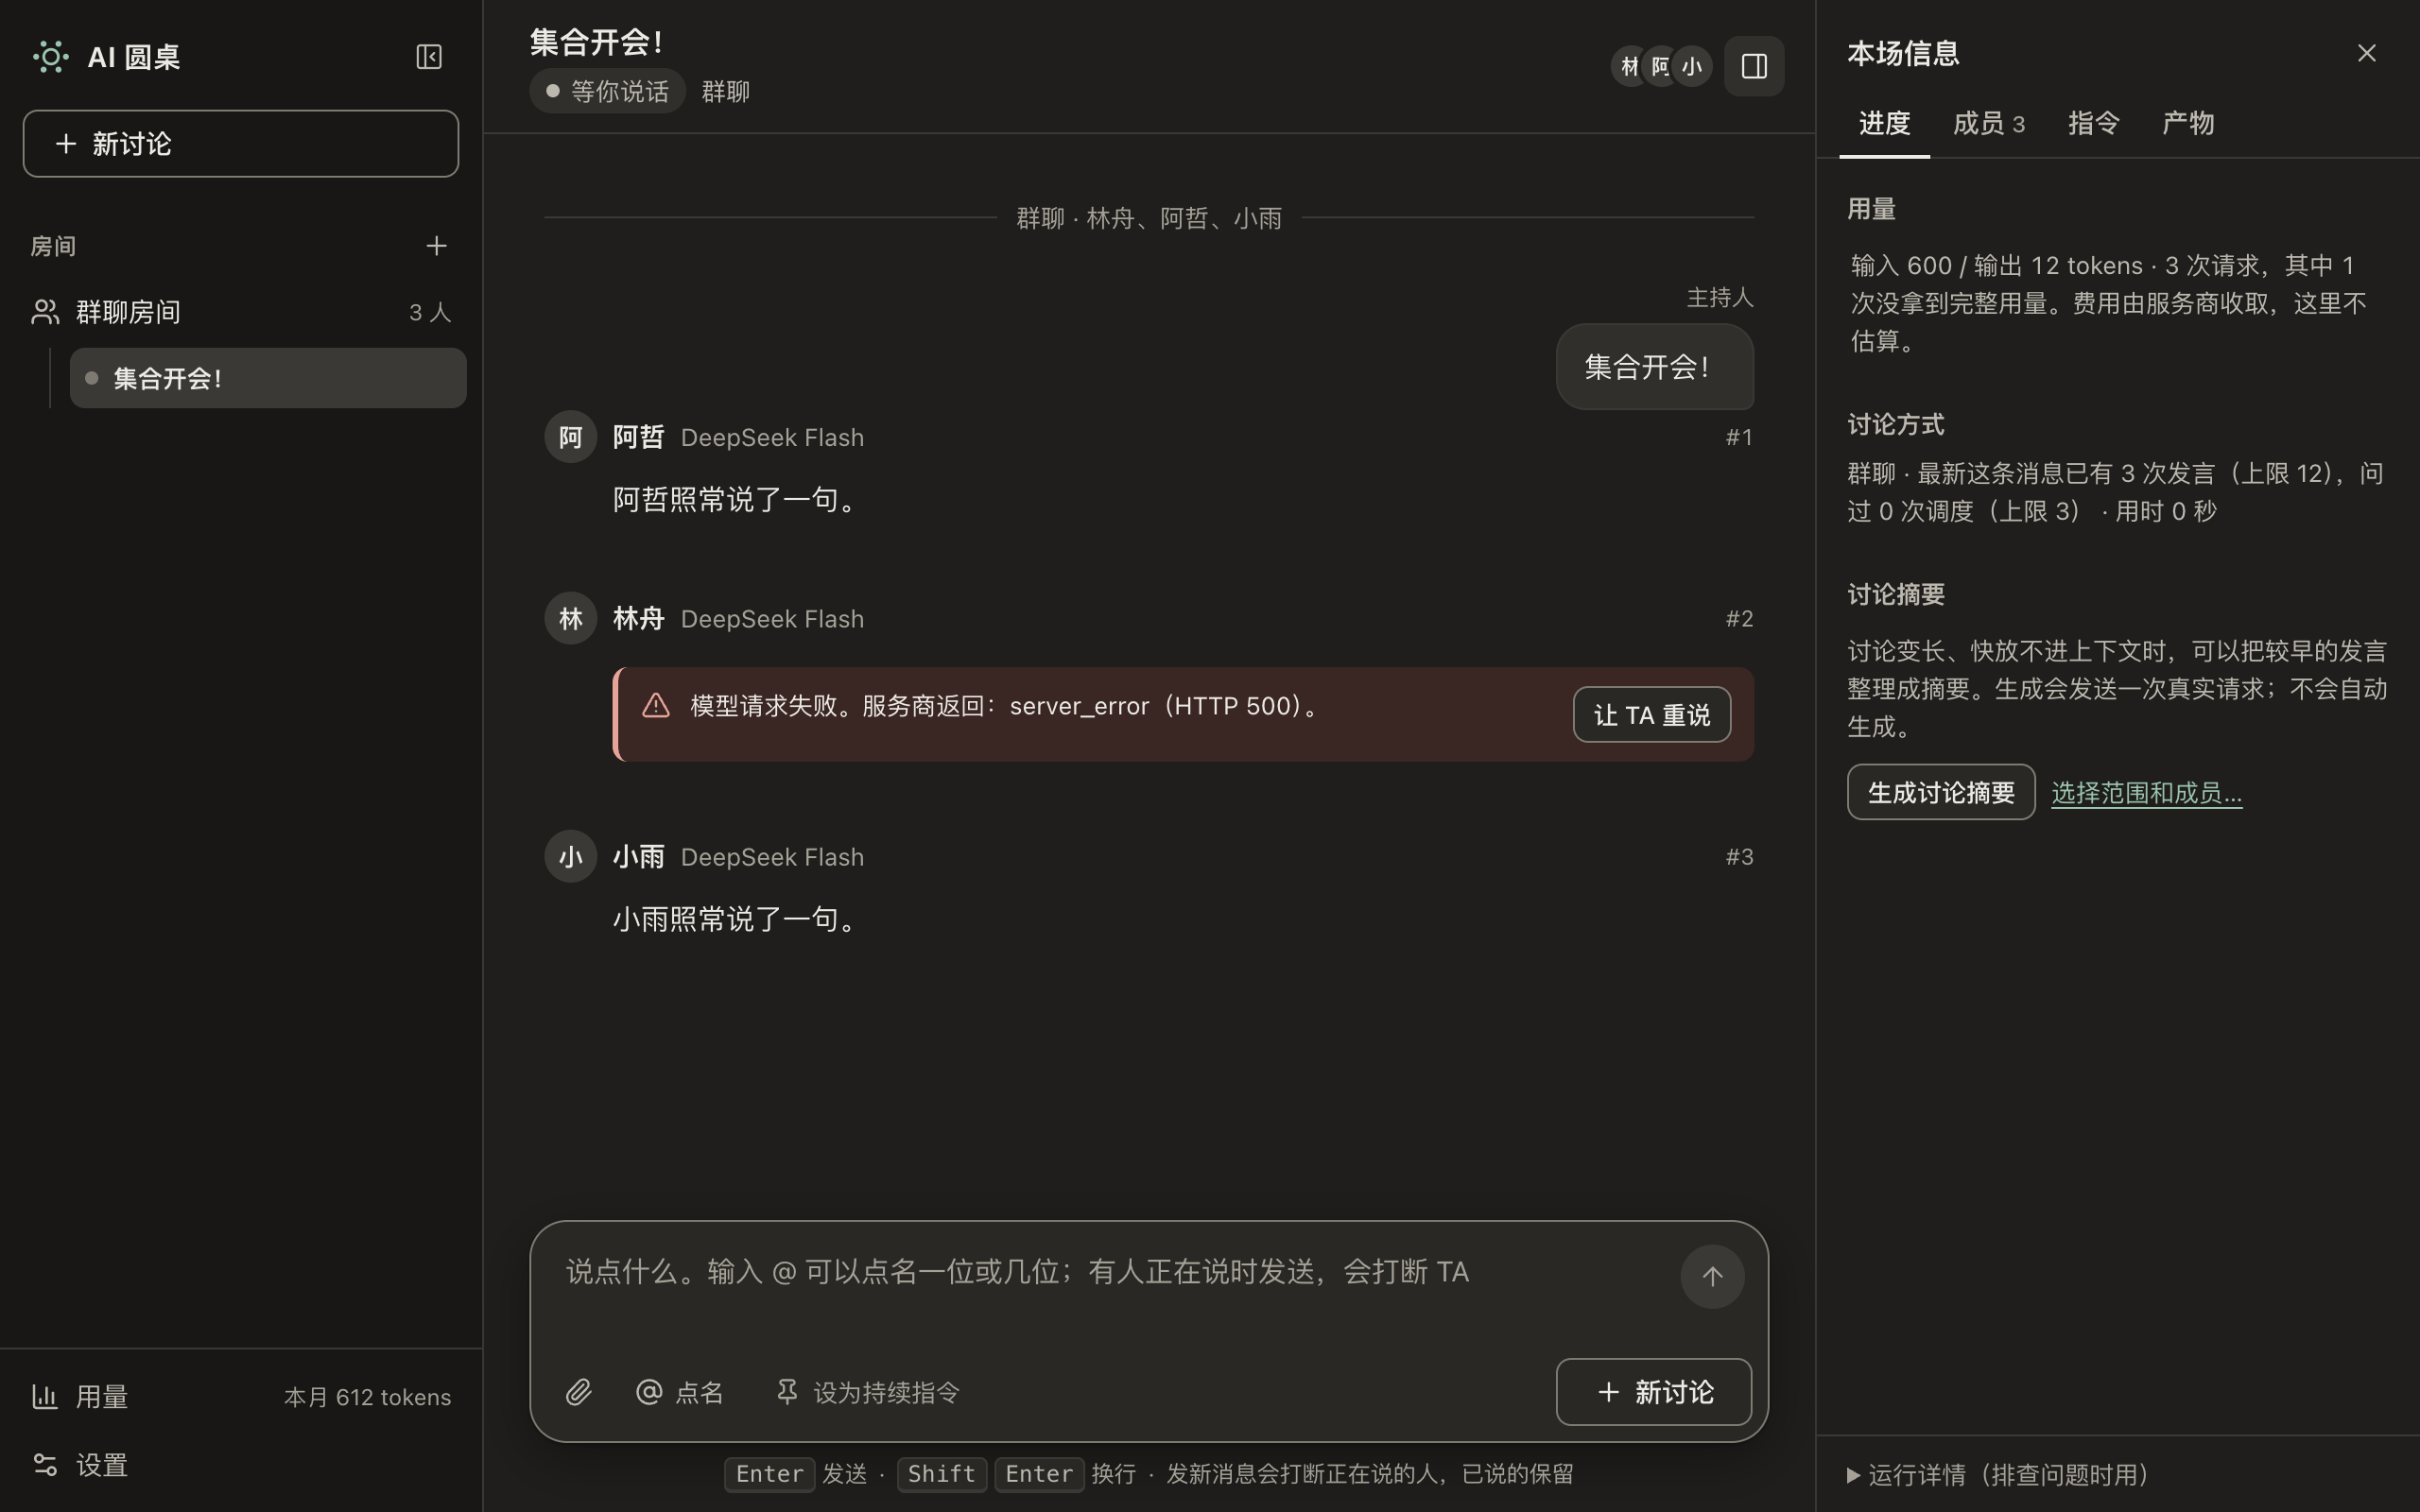 AI 圆桌
新讨论
房间
群聊房间
3 人
集合开会！
用量
本月 612 tokens
设置
集合开会！
等你说话
群聊
林
阿
小
群聊 · 林舟、阿哲、小雨
主持人
集合开会！
阿
阿哲 DeepSeek Flash
#1
阿哲照常说了一句。
林
林舟 DeepSeek Flash
#2
模型请求失败。服务商返回：server_error（HTTP 500）。
让 TA 重说
小
小雨 DeepSeek Flash
#3
小雨照常说了一句。
说点什么。输入 @ 可以点名一位或几位；有人正在说时发送，会打断 TA
点名
设为持续指令
新讨论
Enter 发送 · Shift Enter 换行 · 发新消息会打断正在说的人，已说的保留
本场信息
进度
成员 3
指令
产物
用量
输入 600 / 输出 12 tokens · 3 次请求，其中 1
次没拿到完整用量。费用由服务商收取，这里不
估算。
讨论方式
群聊 · 最新这条消息已有 3 次发言（上限 12），问
过 0 次调度（上限 3） · 用时 0 秒
讨论摘要
讨论变长、快放不进上下文时，可以把较早的发言
整理成摘要。生成会发送一次真实请求；不会自动
生成。
生成讨论摘要
选择范围和成员…
运行详情（排查问题时用）